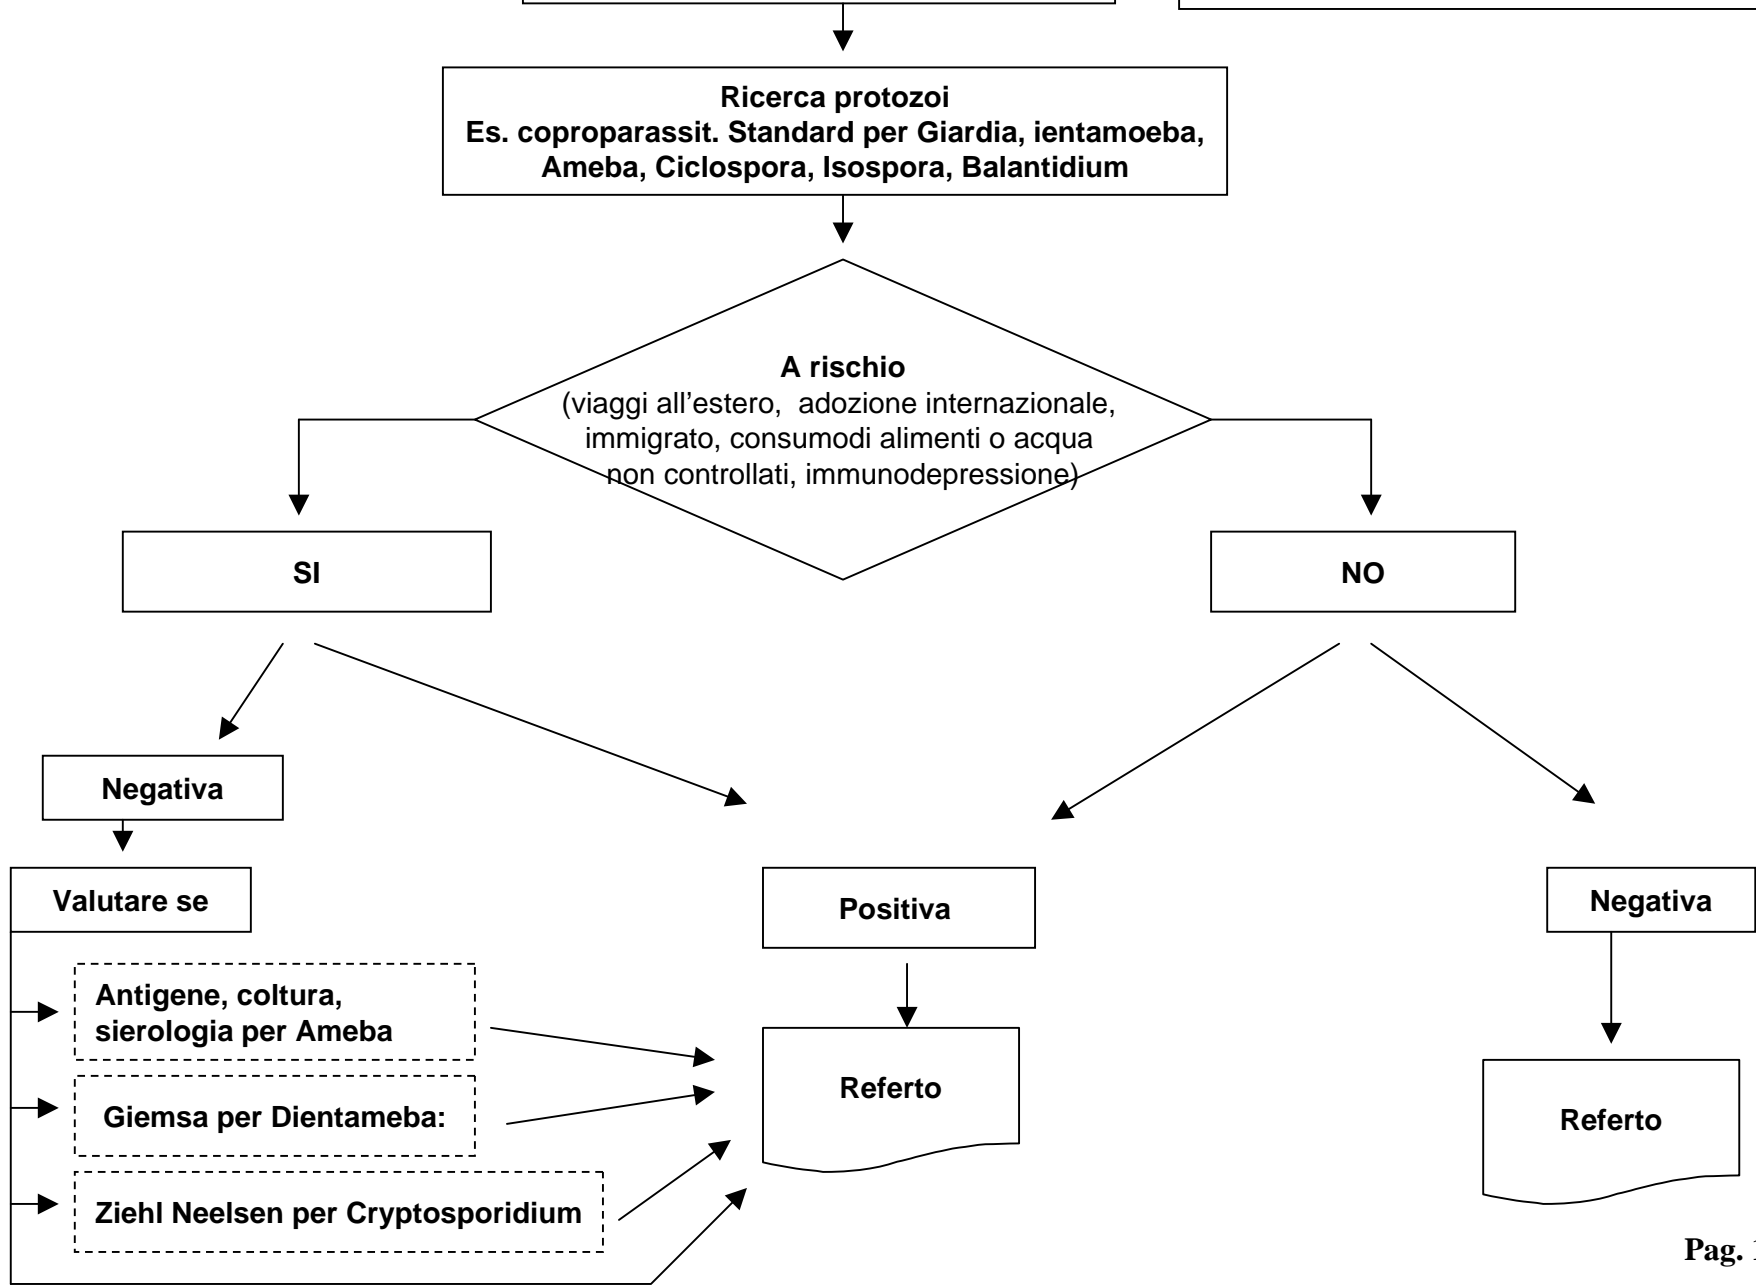 Ricerca protozoi
Es. coproparassit. Standard per Giardia, ientamoeba,
Ameba, Ciclospora, Isospora, Balantidium
A rischio
(viaggi all’estero,  adozione internazionale,
immigrato, consumodi alimenti o acqua
non controllati, immunodepressione)
SI
NO
Negativa
Valutare se
Positiva
Negativa
Antigene, coltura,
sierologia per Ameba
Giemsa per Dientameba:
Ziehl Neelsen per Cryptosporidium
Referto
Referto
Pag.